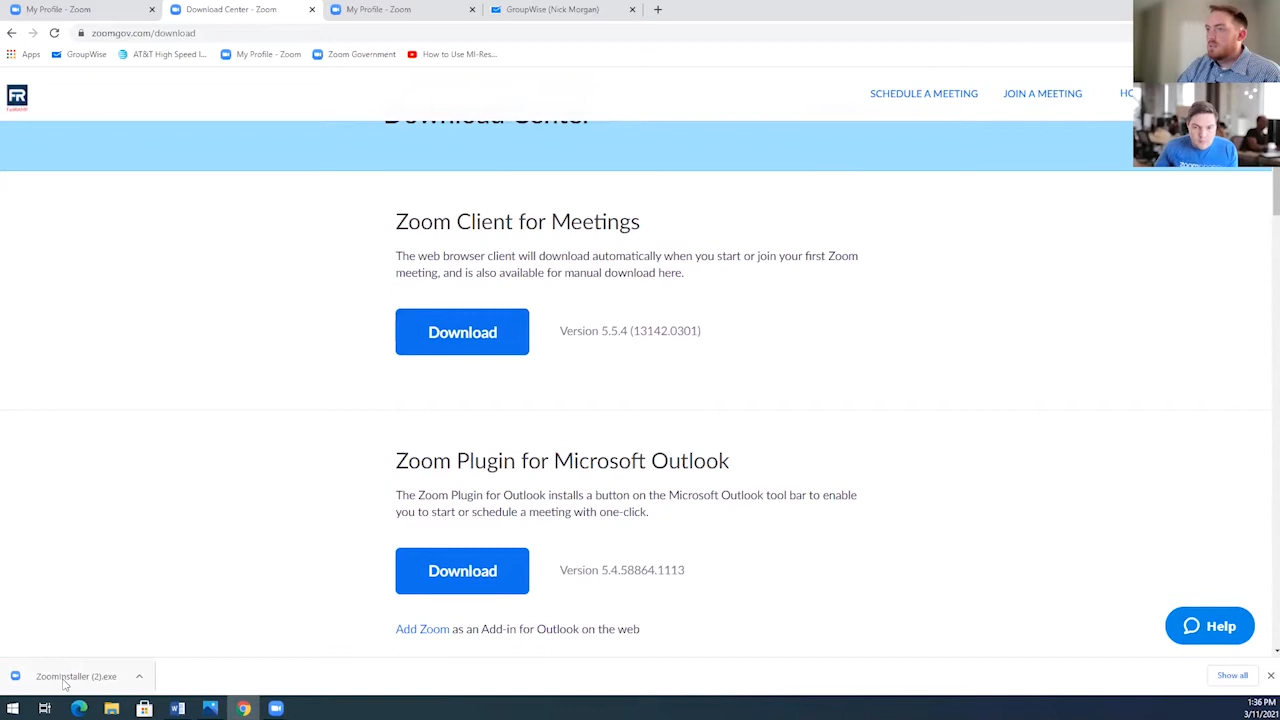 My Profile - Zoom
Download Center - Zoom
My Profile - Zoom
GroupWise (Nick Morgan)
zoomgov.com/download
Apps
GroupWise
AT&T High Speed I...
My Profile - Zoom
Zoom Government
How to Use MI-Res...
FR
SCHEDULE A MEETING
JOIN A MEETING
HO
Download Center
Zoom Client for Meetings
The web browser client will download automatically when you start or join your first Zoom
meeting, and is also available for manual download here.
Download
Version 5.5.4 (13142.0301)
Zoom Plugin for Microsoft Outlook
The Zoom Plugin for Outlook installs a button on the Microsoft Outlook tool bar to enable
you to start or schedule a meeting with one-click.
Download
Version 5.4.58864.1113
Add Zoom as an Add-in for Outlook on the web
Help
ZoomInstaller (2).exe
Show all
1:36 PM
3/11/2021